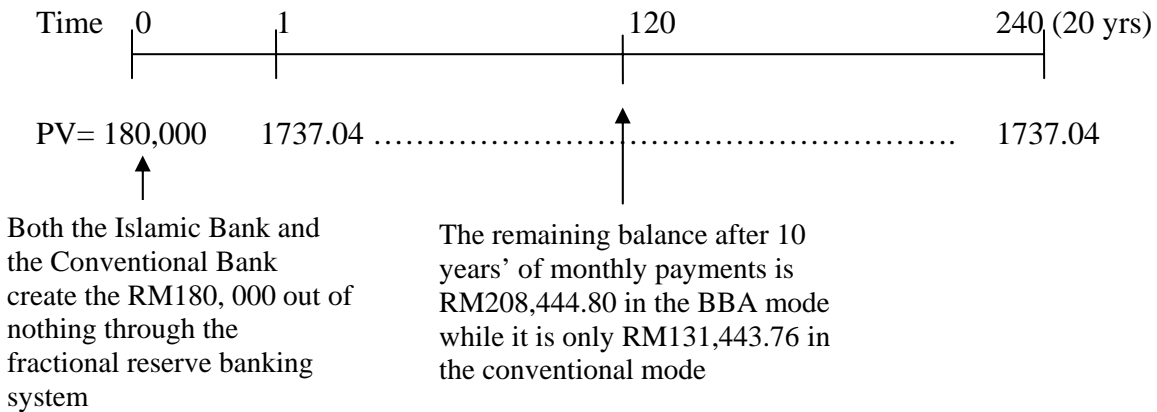 Time 0 1 120 240 (20 yrs)
PV= 180,000 1737.04 ………………………………………………. 1737.04
Both the Islamic Bank and
the Conventional Bank
create the RM180, 000 out of
nothing through the
fractional reserve banking
system
The remaining balance after 10
years’ of monthly payments is
RM208,444.80 in the BBA mode
while it is only RM131,443.76 in
the conventional mode